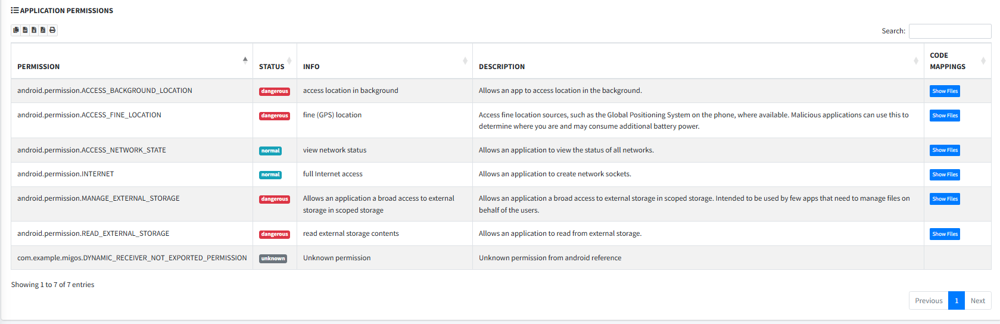 APPLICATION PERMISSIONS
Search:
PERMISSION STATUS INFO DESCRIPTION CODE MAPPINGS
android.permission.ACCESS_BACKGROUND_LOCATION dangerous access location in background Allows an app to access location in the background. Show Files
android.permission.ACCESS_FINE_LOCATION dangerous fine (GPS) location Access fine location sources, such as the Global Positioning System on the phone, where available. Malicious applications can use this to
determine where you are and may consume additional battery power. Show Files
android.permission.ACCESS_NETWORK_STATE normal view network status Allows an application to view the status of all networks. Show Files
android.permission.INTERNET normal full Internet access Allows an application to create network sockets. Show Files
android.permission.MANAGE_EXTERNAL_STORAGE dangerous Allows an application a broad access to external
storage in scoped storage Allows an application a broad access to external storage in scoped storage. Intended to be used by few apps that need to manage files on
behalf of the users. Show Files
android.permission.READ_EXTERNAL_STORAGE dangerous read external storage contents Allows an application to read from external storage. Show Files
com.example.migos.DYNAMIC_RECEIVER_NOT_EXPORTED_PERMISSION unknown Unknown permission Unknown permission from android reference
Showing 1 to 7 of 7 entries
Previous 1 Next